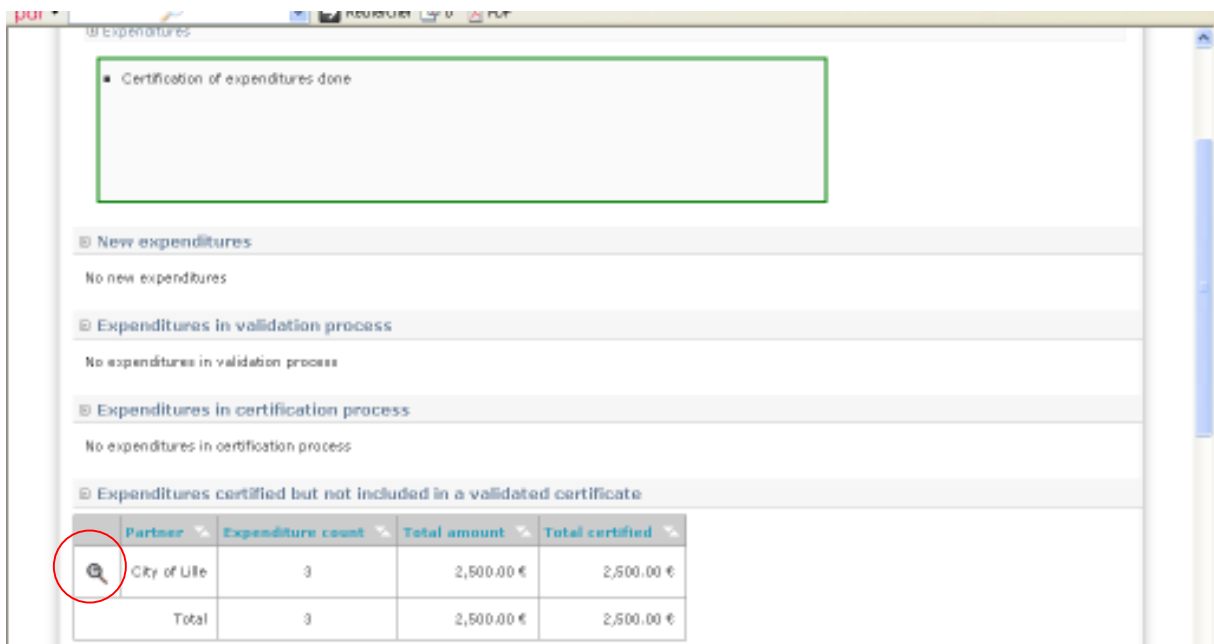 pdf Rechercher 0 PDF
Expenditures
Certification of expenditures done
New expenditures
No new expenditures
Expenditures in validation process
No expenditures in validation process
Expenditures in certification process
No expenditures in certification process
Expenditures certified but not included in a validated certificate
Partner Expenditure count Total amount Total certified
City of Lille 3 2,500.00 € 2,500.00 €
Total 3 2,500.00 € 2,500.00 €